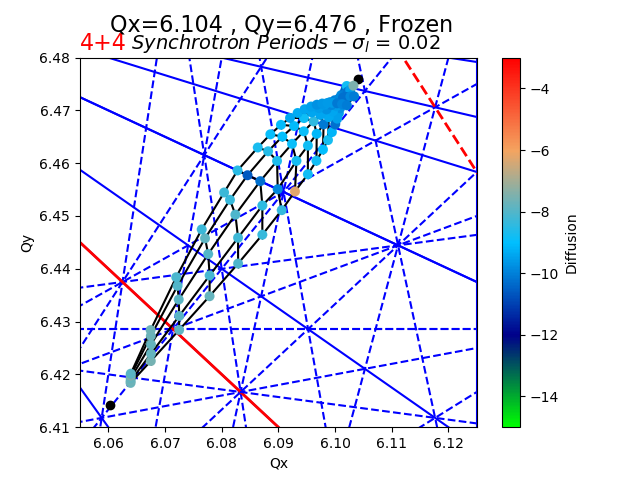 Qx=6.104 , Qy=6.476 , Frozen
4+4 Synchrotron Periods − σ_l = 0.02
6.48
6.47
6.46
6.45
6.44
6.43
6.42
6.41
Qy
6.06 6.07 6.08 6.09 6.10 6.11 6.12
Qx
−4
−6
−8
−10
−12
−14
Diffusion